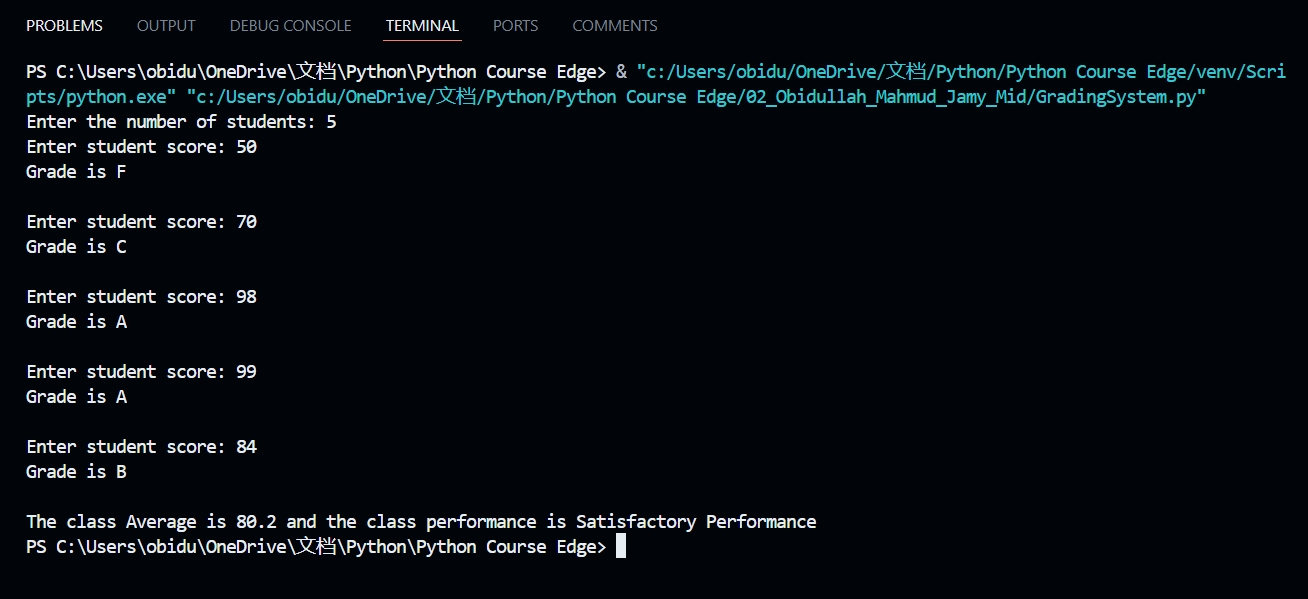 PROBLEMS OUTPUT DEBUG CONSOLE TERMINAL PORTS COMMENTS
PS C:\Users\obidu\OneDrive\文档\Python\Python Course Edge> & "c:/Users/obidu/OneDrive/文档/Python/Python Course Edge/venv/Scri
pts/python.exe" "c:/Users/obidu/OneDrive/文档/Python/Python Course Edge/02_Obidullah_Mahmud_Jamy_Mid/GradingSystem.py"
Enter the number of students: 5
Enter student score: 50
Grade is F
Enter student score: 70
Grade is C
Enter student score: 98
Grade is A
Enter student score: 99
Grade is A
Enter student score: 84
Grade is B
The class Average is 80.2 and the class performance is Satisfactory Performance
PS C:\Users\obidu\OneDrive\文档\Python\Python Course Edge>